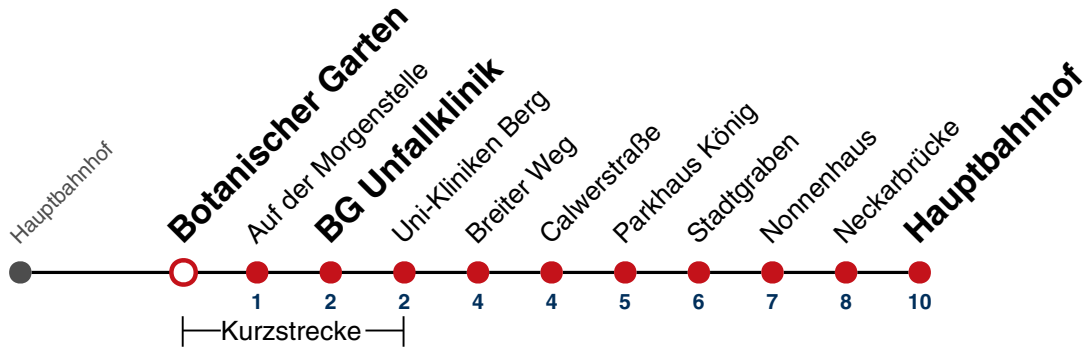 Hauptbahnhof
Botanischer Garten
Auf der Morgenstelle
BG Unfallklinik
Uni-Kliniken Berg
Breiter Weg
Calwerstraße
Parkhaus König
Stadtgraben
Nonnenhaus
Neckarbrücke
Hauptbahnhof
1 2 2 4 4 5 6 7 8 10
Kurzstrecke